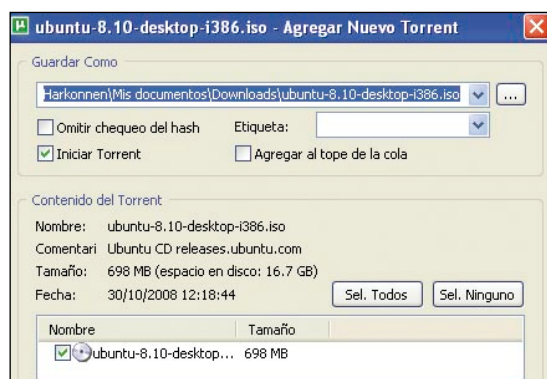 ubuntu-8.10-desktop-i386.iso - Agregar Nuevo Torrent
Guardar Como
Harkonnen\Mis documentos\Downloads\ubuntu-8.10-desktop-i386.iso
...
Omitir chequeo del hash Etiqueta:
Iniciar Torrent Agregar al tope de la cola
Contenido del Torrent
Nombre: ubuntu-8.10-desktop-i386.iso
Comentari Ubuntu CD releases.ubuntu.com
Tamaño: 698 MB (espacio en disco: 16.7 GB)
Fecha: 30/10/2008 12:18:44 Sel. Todos Sel. Ninguno
Nombre Tamaño
ubuntu-8.10-desktop... 698 MB